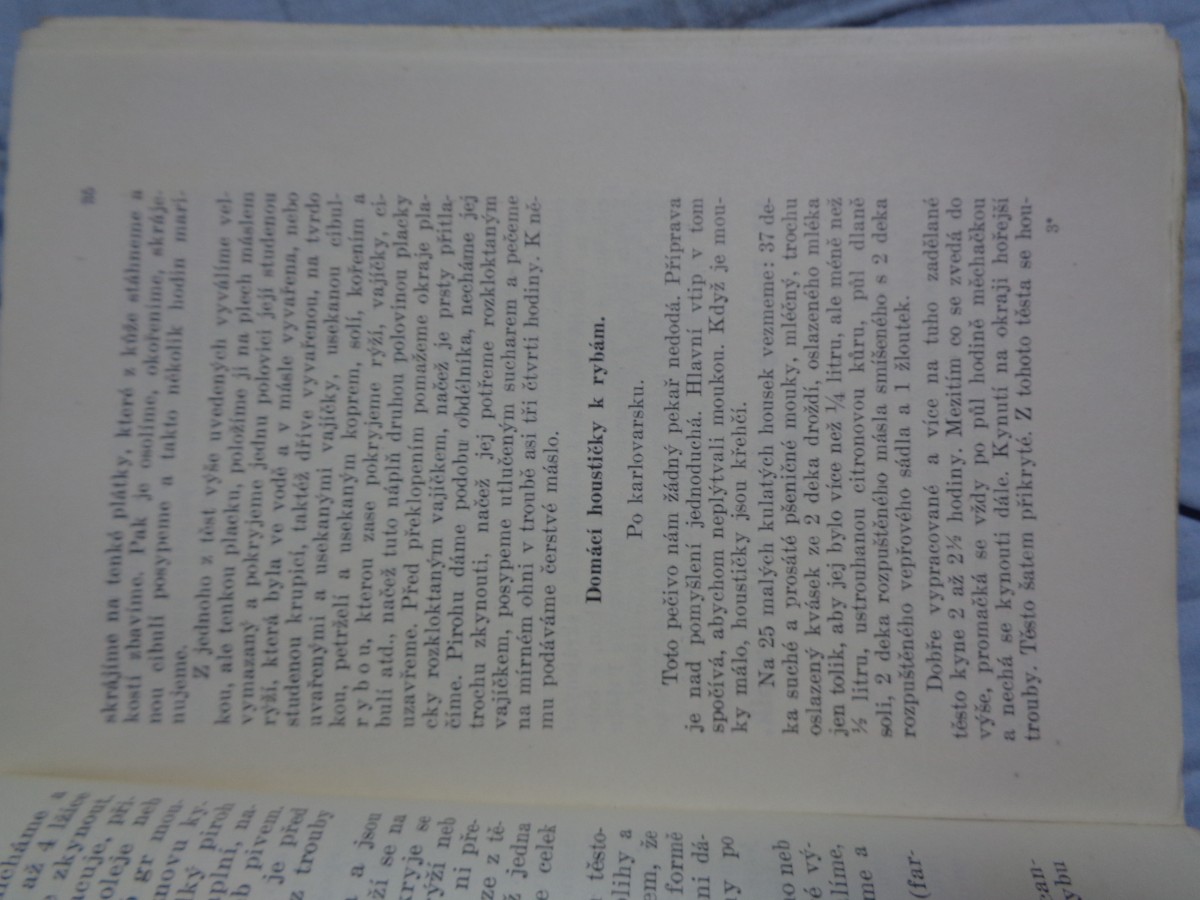 35
skrájíme na tenké plátky, které z kůže stáhneme a
kostí zbavíme. Pak je osolíme, okořeníme, skráje-
nou cibulí posypeme a takto několik hodin mari-
nujeme.
Z jednoho z těst výše uvedených vyválíme vel-
kou, ale tenkou placku, položíme ji na plech máslem
vymazaný a pokryjeme jednu polovici její studenou
rýží, která byla ve vodě a v másle vyvařena, nebo
studenou krupicí, taktéž dříve vyvařenou, na tvrdo
uvařenými a usekanými vajíčky, useknanou cibul-
kou, petrželí a usekaným koprem, solí, kořením a
rybou, kterou zase pokryjeme rýží, vajíčky, ci-
bulí atd., načež tuto náplň druhou polovinou placky
uzavřeme. Před překlopením pomažeme okraje pla-
cky rozkloktaným vajíčkem, načež je prsty přitla-
číme. Pirohu dáme podobu obdélníka, necháme jej
trochu zkynouti, načež jej potřeme rozkloktaným
vajíčkem, posypeme utlučeným sucharem a pečeme
na mírném ohni v troubě asi tři čtvrti hodiny. K ně-
mu podáváme čerstvé máslo.
Domácí houstičky k rybám.
Po karlovarsku.
Toto pečivo nám žádný pekař nedodá. Příprava
je nad pomyšlení jednoduchá. Hlavní vtip v tom
spočívá, abychom neplýtvali moukou. Když je mou-
ky málo, houstičky jsou křehčí.
Na 25 malých kulatých housek vezmeme: 37 de-
ka suché a prosáté pšeničné mouky, mléčný, trochu
oslazený kvásek ze 2 deka droždí, oslazeného mléka
jen tolik, aby jej bylo více než ¼ litru, ale méně než
½ litru, ustrouhanou citronovou kůru, půl dlaně
soli, 2 deka rozpuštěného másla smíšeného s 2 deka
rozpuštěného vepřového sádla a 1 žloutek.
Dobře vypracované a více na tuho zadělané
těsto kyne 2 až 2½ hodiny. Mezitím co se zvedá do
výše, promačká se vždy po půl hodině měchačkou
a nechá se kynouti dále. Kynutí na okraji hořejší
trouby. Těsto šatem přikryté. Z tohoto těsta se hou-
3*